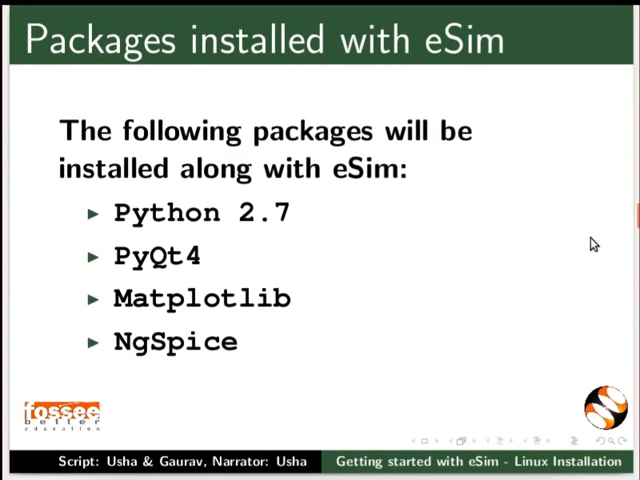 Packages installed with eSim
The following packages will be
installed along with eSim:
Python 2.7
PyQt4
Matplotlib
NgSpice
fossee
better
education
Script: Usha & Gaurav, Narrator: Usha
Getting started with eSim - Linux Installation